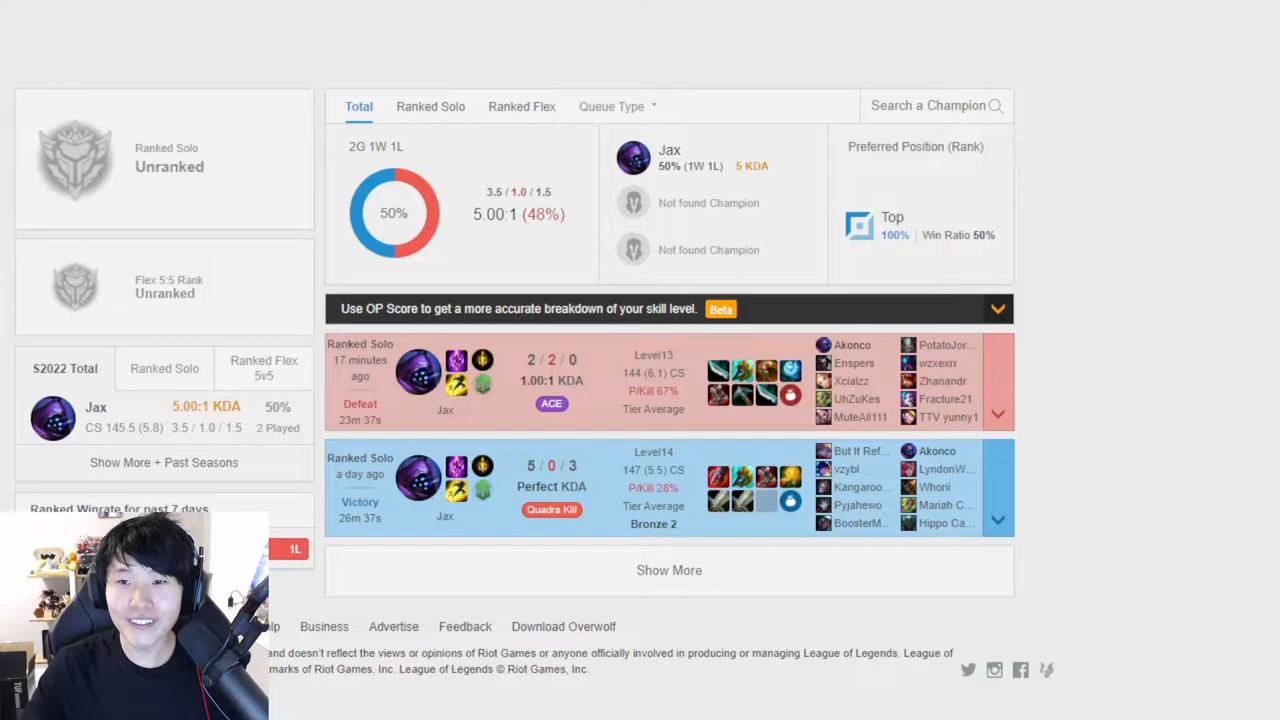 Ranked Solo
Unranked
Flex 5:5 Rank
Unranked
S2022 Total
Ranked Solo
Ranked Flex
5v5
Jax
CS 145.5 (5.8)
5.00:1 KDA
3.5 / 1.0 / 1.5
50%
2 Played
Show More + Past Seasons
Ranked Winrate for past 7 days
1L
Total
Ranked Solo
Ranked Flex
Queue Type
Search a Champion
2G 1W 1L
50%
3.5 / 1.0 / 1.5
5.00:1 (48%)
Jax
50% (1W 1L) 5 KDA
Not found Champion
Not found Champion
Preferred Position (Rank)
Top
100% Win Ratio 50%
Use OP Score to get a more accurate breakdown of your skill level. Beta
Ranked Solo
17 minutes
ago
Defeat
23m 37s
Jax
2 / 2 / 0
1.00:1 KDA
ACE
Level13
144 (6.1) CS
P/Kill 67%
Tier Average
Akonco
Enspers
Xcialzz
UhZuKes
MuteAll111
PotatoJor...
wzxexrr
Zhanandr
Fracture21
TTV yunny1
Ranked Solo
a day ago
Victory
26m 37s
Jax
5 / 0 / 3
Perfect KDA
Quadra Kill
Level14
147 (5.5) CS
P/Kill 28%
Tier Average
Bronze 2
But It Ref...
vzybl
Kangaroo...
Pyjahewo
BoosterM...
Akonco
LyndonW...
Whorii
Mariah C...
Hippo Ca...
Show More
Business
Advertise
Feedback
Download Overwolf
and doesn't reflect the views or opinions of Riot Games or anyone officially involved in producing or managing League of Legends. League of
marks of Riot Games, Inc. League of Legends © Riot Games, Inc.